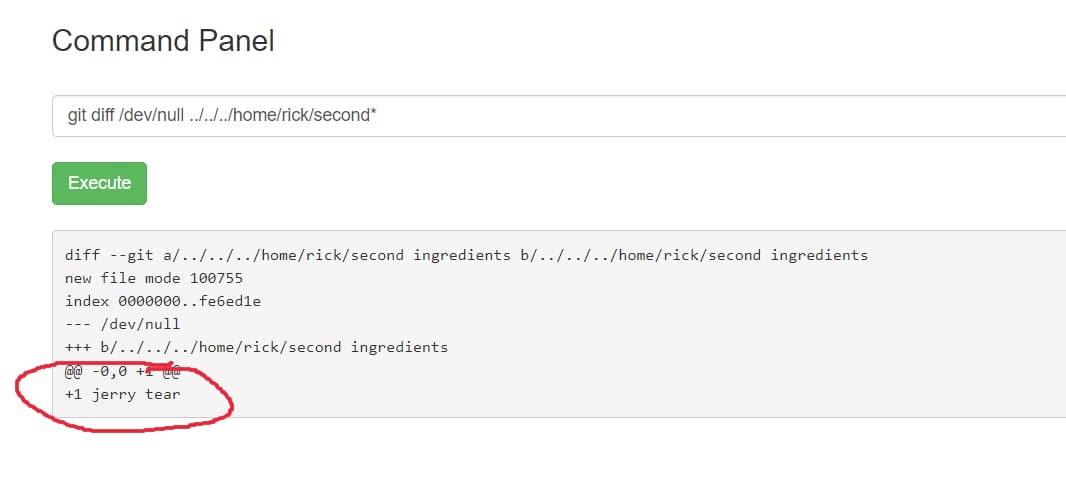 Command Panel
git diff /dev/null ../../../home/rick/second*
Execute
diff --git a/../../../home/rick/second ingredients b/../../../home/rick/second ingredients
new file mode 100755
index 0000000..fe6ed1e
--- /dev/null
+++ b/../../../home/rick/second ingredients
@@ -0,0 +1 @@
+1 jerry tear